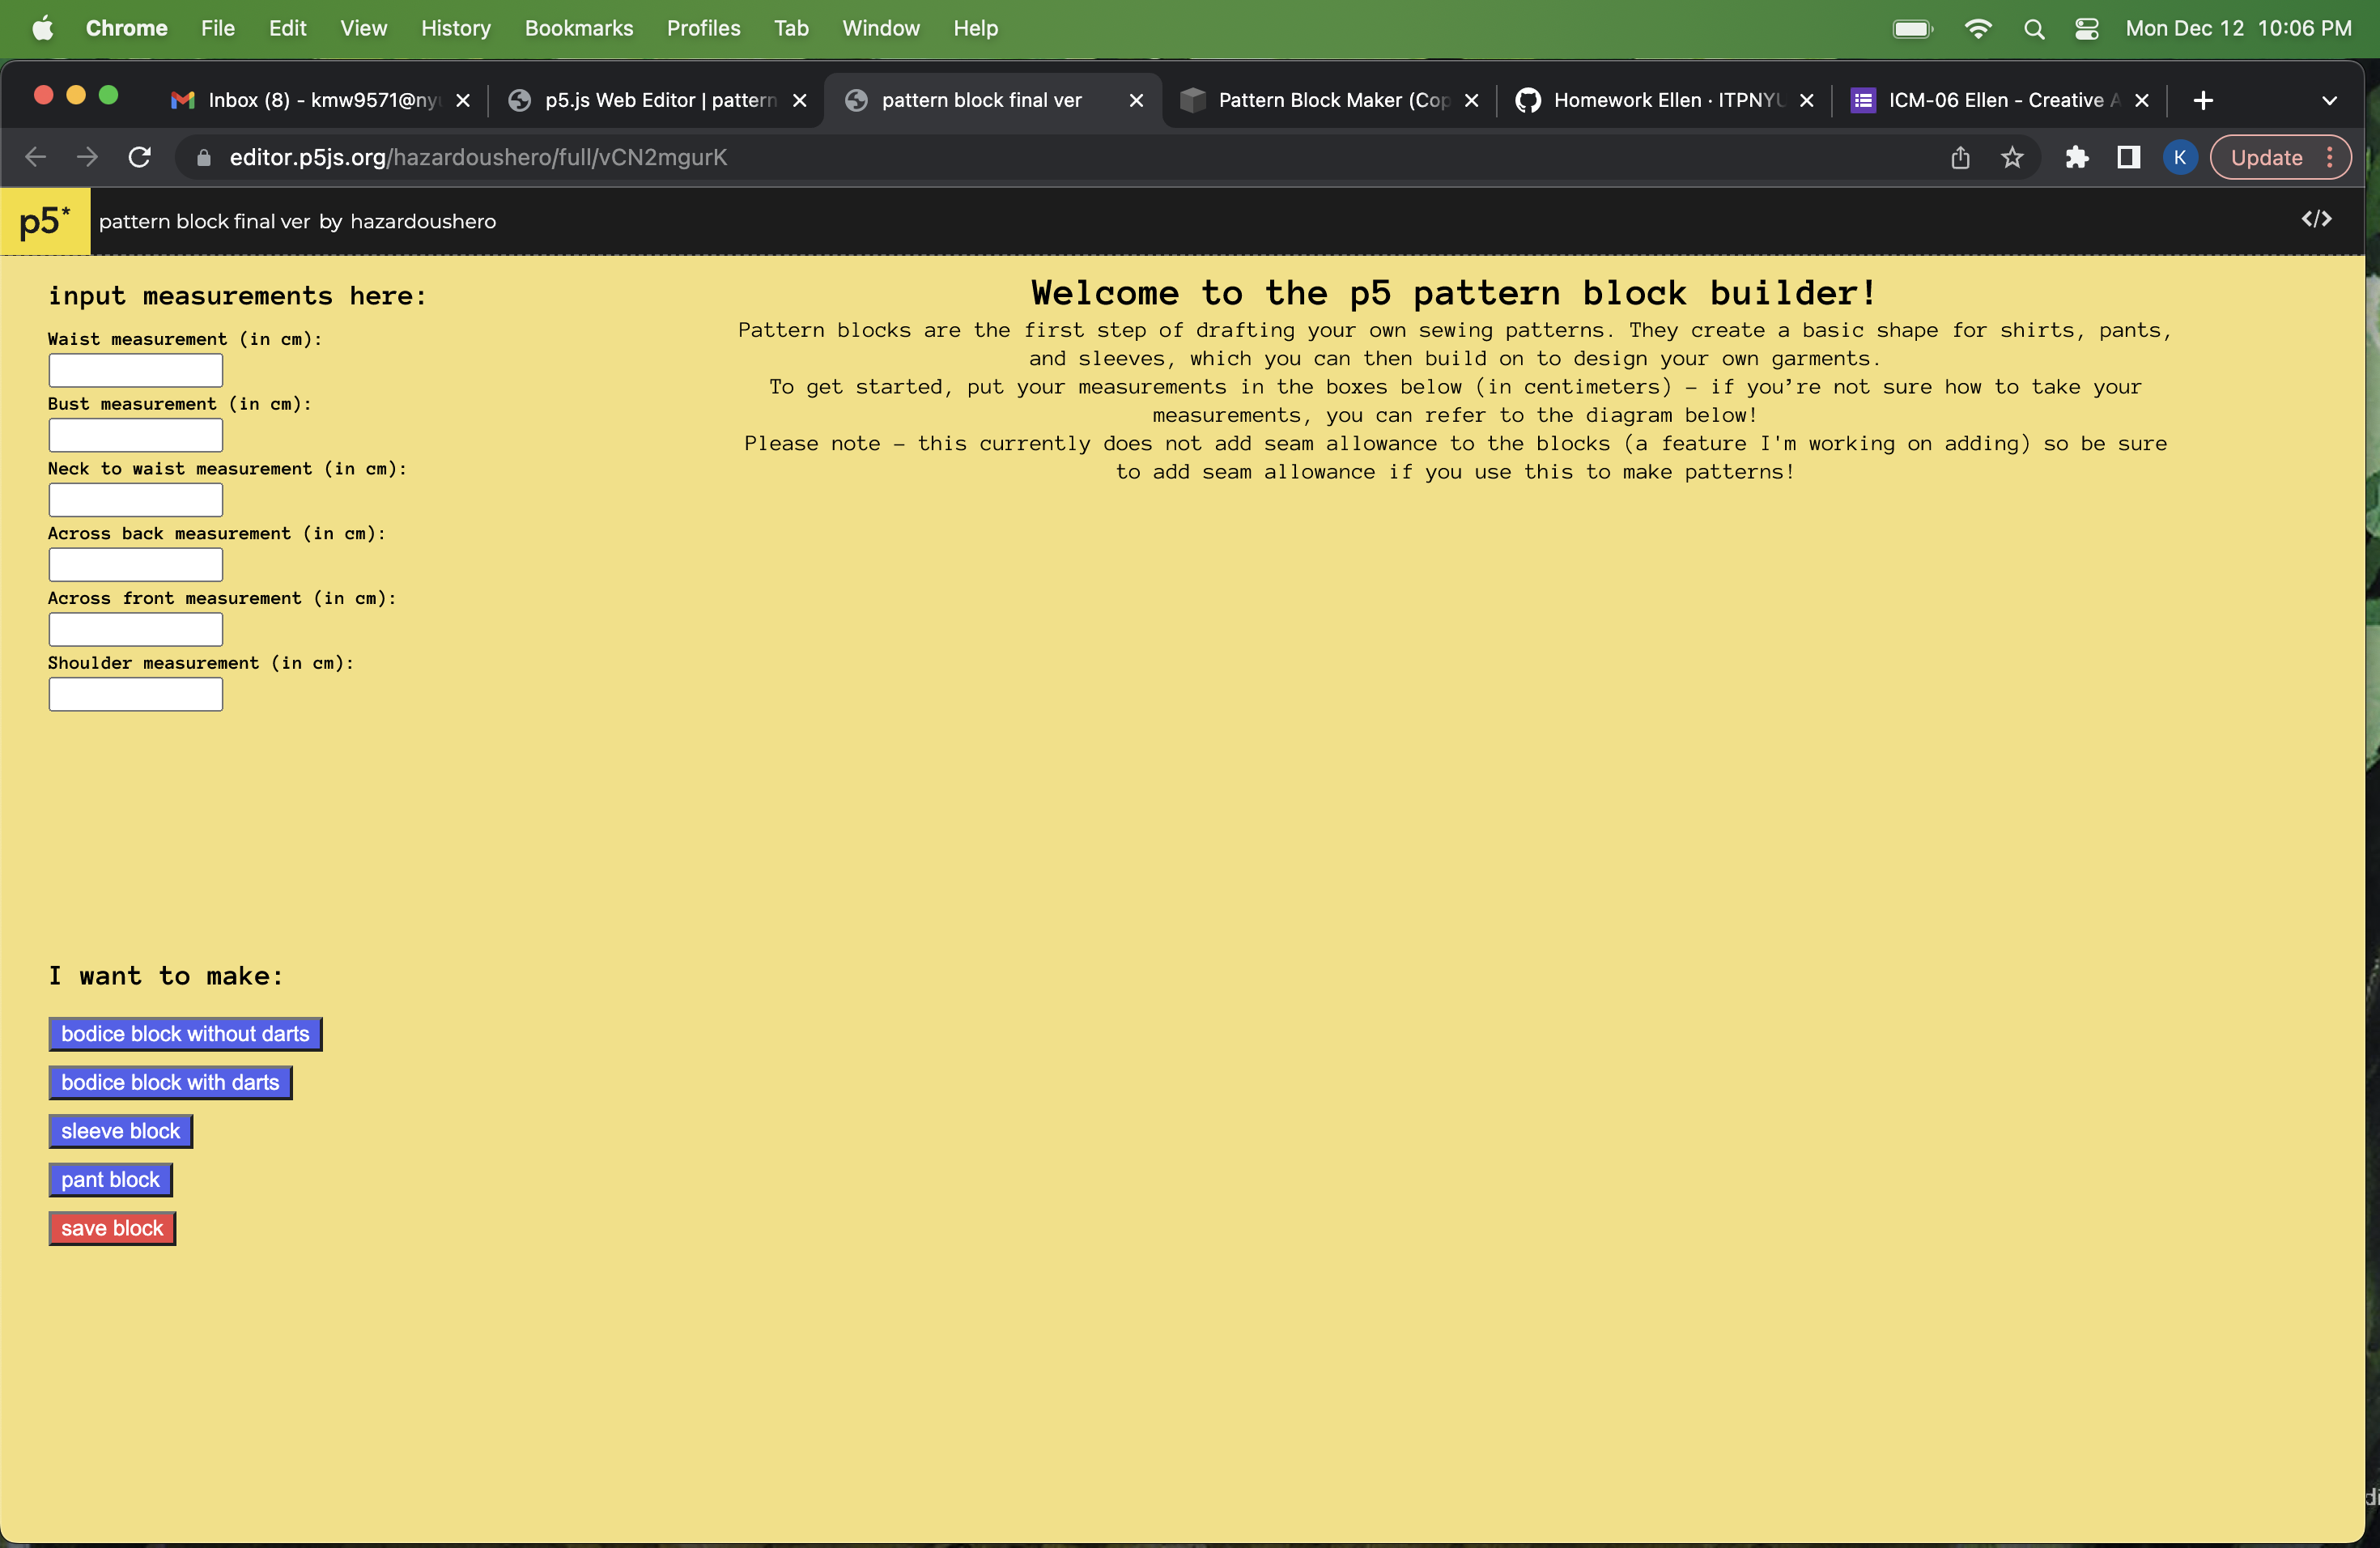 Chrome File Edit View History Bookmarks Profiles Tab Window Help Mon Dec 12 10:06 PM
Inbox (8) - kmw9571@ny p5.js Web Editor | pattern pattern block final ver Pattern Block Maker (Cop Homework Ellen · ITPNYU ICM-06 Ellen - Creative A
editor.p5js.org/hazardoushero/full/vCN2mgurK K Update
p5* pattern block final ver by hazardoushero </>
input measurements here:
Waist measurement (in cm):
Bust measurement (in cm):
Neck to waist measurement (in cm):
Across back measurement (in cm):
Across front measurement (in cm):
Shoulder measurement (in cm):
I want to make:
bodice block without darts
bodice block with darts
sleeve block
pant block
save block
Welcome to the p5 pattern block builder!
Pattern blocks are the first step of drafting your own sewing patterns. They create a basic shape for shirts, pants,
and sleeves, which you can then build on to design your own garments.
To get started, put your measurements in the boxes below (in centimeters) – if you’re not sure how to take your
measurements, you can refer to the diagram below!
Please note – this currently does not add seam allowance to the blocks (a feature I'm working on adding) so be sure
to add seam allowance if you use this to make patterns!